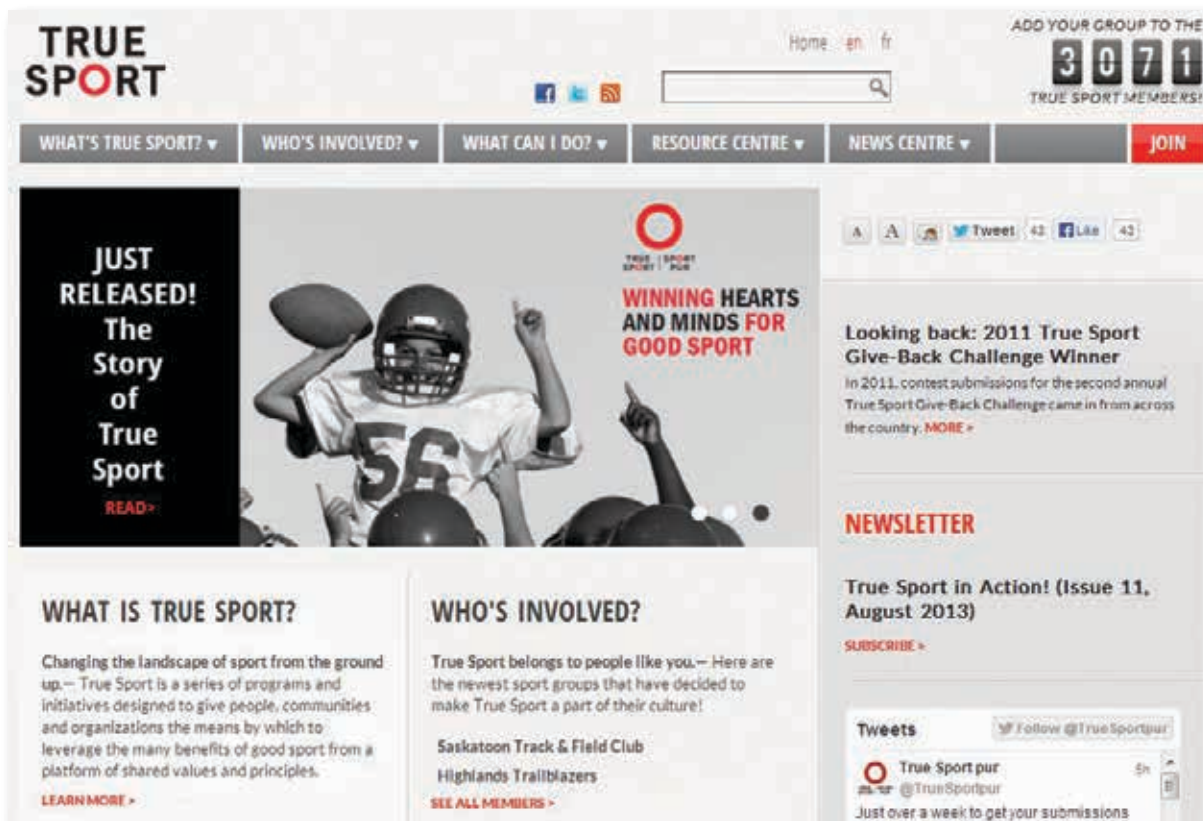 TRUE
SPORT
Home en fr
ADD YOUR GROUP TO THE
3071
TRUE SPORT MEMBERS!
WHAT'S TRUE SPORT?
WHO'S INVOLVED?
WHAT CAN I DO?
RESOURCE CENTRE
NEWS CENTRE
JOIN
JUST
RELEASED!
The
Story
of
True
Sport
READ>
56
TRUE SPORT
SPORT PUR
WINNING HEARTS
AND MINDS FOR
GOOD SPORT
A A Tweet 43 Like 43
Looking back: 2011 True Sport
Give-Back Challenge Winner
In 2011, contest submissions for the second annual
True Sport Give-Back Challenge came in from across
the country. MORE >
NEWSLETTER
True Sport in Action! (Issue 11,
August 2013)
SUBSCRIBE >
WHAT IS TRUE SPORT?
Changing the landscape of sport from the ground
up.— True Sport is a series of programs and
initiatives designed to give people, communities
and organizations the means by which to
leverage the many benefits of good sport from a
platform of shared values and principles.
LEARN MORE >
WHO'S INVOLVED?
True Sport belongs to people like you.— Here are
the newest sport groups that have decided to
make True Sport a part of their culture!
Saskatoon Track & Field Club
Highlands Trailblazers
SEE ALL MEMBERS >
Tweets
Follow @TrueSportpur
True Sport pur 5h
@TrueSportpur
Just over a week to get your submissions